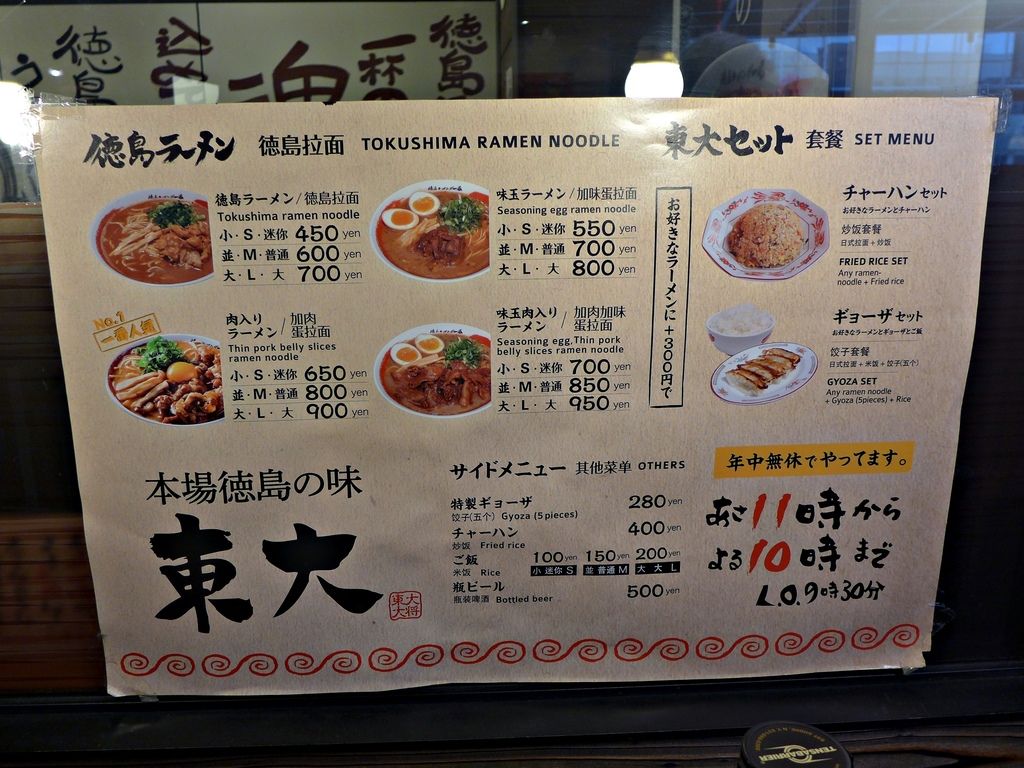 徳島
込め
魂
一杯の
徳島
徳島ラーメン 徳島拉面 TOKUSHIMA RAMEN NOODLE
徳島ラーメン/徳島拉面
Tokushima ramen noodle
小・S・迷你 450 yen
並・M・普通 600 yen
大・L・大 700 yen
味玉ラーメン/加味蛋拉面
Seasoning egg ramen noodle
小・S・迷你 550 yen
並・M・普通 700 yen
大・L・大 800 yen
No.1
一番人気
肉入り
ラーメン/加肉
蛋拉面
Thin pork belly slices
ramen noodle
小・S・迷你 650 yen
並・M・普通 800 yen
大・L・大 900 yen
味玉肉入り
ラーメン/加肉加味
蛋拉面
Seasoning egg,Thin pork
belly slices ramen noodle
小・S・迷你 700 yen
並・M・普通 850 yen
大・L・大 950 yen
お好きなラーメンに+300円で
東大セット 套餐 SET MENU
チャーハンセット
お好きなラーメンとチャーハン
炒饭套餐
日式拉面+炒饭
FRIED RICE SET
Any ramen-
noodle + Fried rice
ギョーザセット
お好きなラーメンとギョーザとご飯
饺子套餐
日式拉面+米饭+饺子(五个)
GYOZA SET
Any ramen noodle
+ Gyoza (5pieces) + Rice
本場徳島の味
東大
東大
大将
サイドメニュー 其他菜单 OTHERS
特製ギョーザ 280 yen
饺子(五个) Gyoza (5pieces)
チャーハン 400 yen
炒饭 Fried rice
ご飯 100 yen 150 yen 200 yen
米饭 Rice 小 迷你 S 並 普通 M 大 大 L
瓶ビール 500 yen
瓶装啤酒 Bottled beer
年中無休でやってます。
あさ11時から
よる10時まで
L.O.9時30分
TENSABARRIER